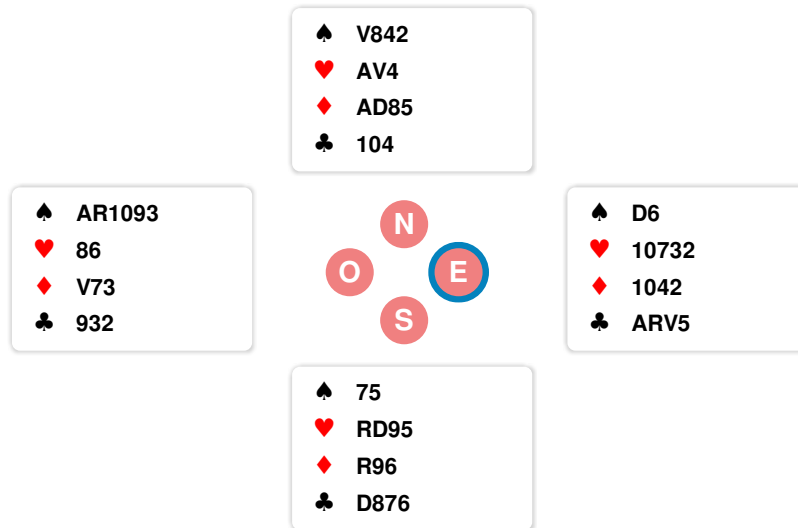 ♠ V842
♥ AV4
♦ AD85
♣ 104
♠ AR1093
♥ 86
♦ V73
♣ 932
N
O
E
S
♠ D6
♥ 10732
♦ 1042
♣ ARV5
♠ 75
♥ RD95
♦ R96
♣ D876